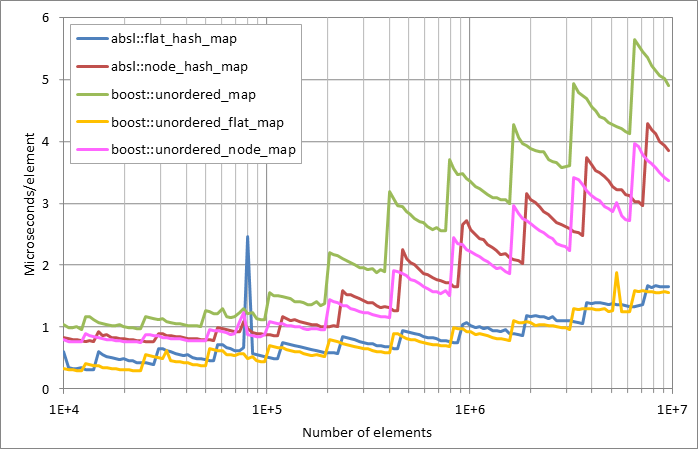 6
5
4
3
2
1
0
Microseconds/element
absl::flat_hash_map
absl::node_hash_map
boost::unordered_map
boost::unordered_flat_map
boost::unordered_node_map
1E+4 1E+5 1E+6 1E+7
Number of elements